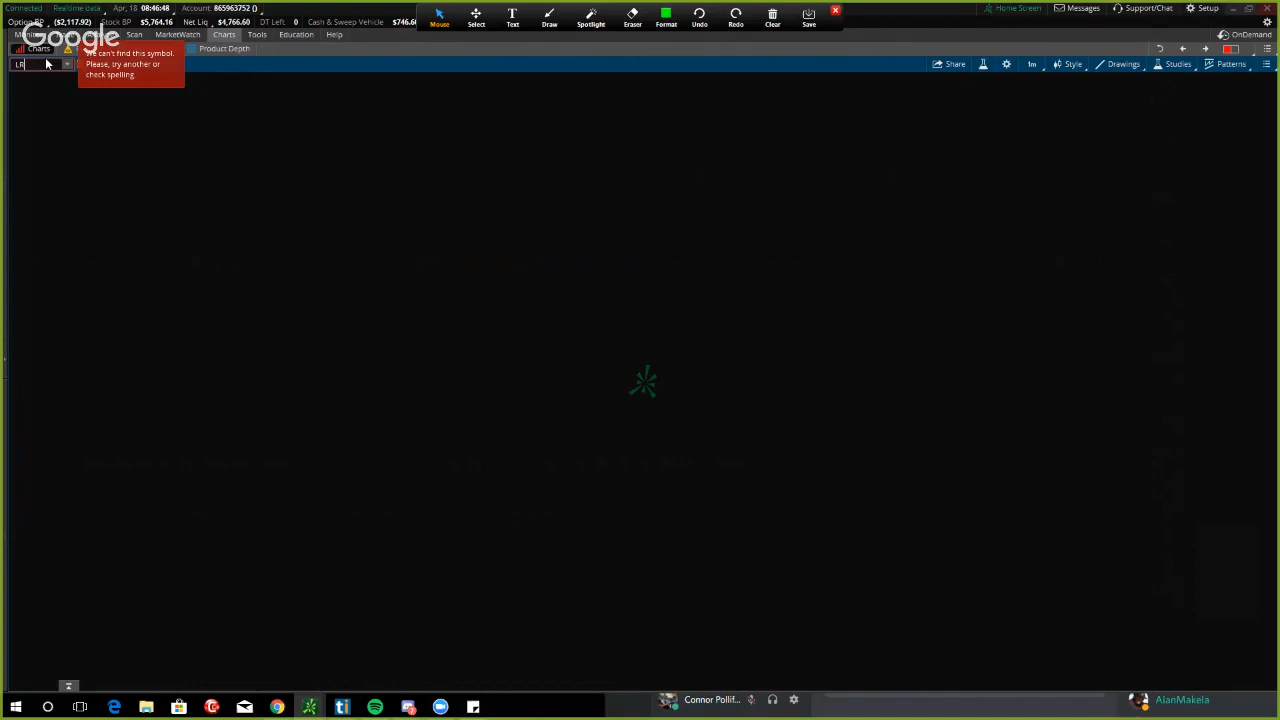 Connected Realtime data Apr, 18 08:46:48 Account: 865963752 () Home Screen Messages Support/Chat Setup
Option BP ($2,117.92) Stock BP $5,764.16 Net Liq $4,766.60 DT Left 0 Cash & Sweep Vehicle $746.6
Mouse Select Text Draw Spotlight Eraser Format Undo Redo Clear Save
Google
Scan MarketWatch Charts Tools Education Help OnDemand
Charts Product Depth
We can't find this symbol.
Please, try another or
check spelling.
LR Share 1m Style Drawings Studies Patterns
Connor Pollif... AlanMakela